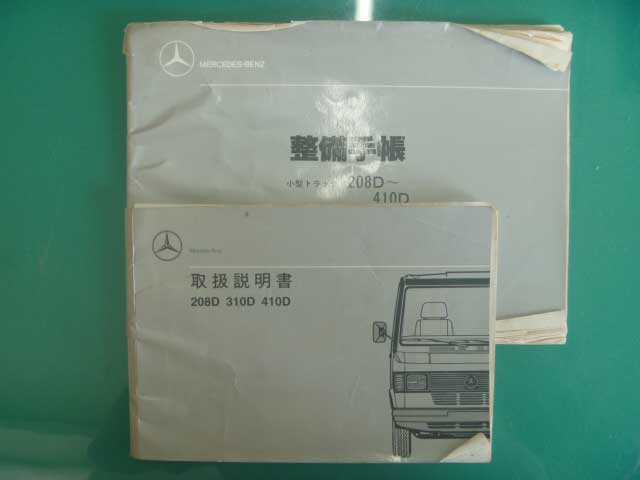 MERCEDES-BENZ
整備手帳
小型トラック 208D～
410D
Mercedes-Benz
取扱説明書
208D 310D 410D